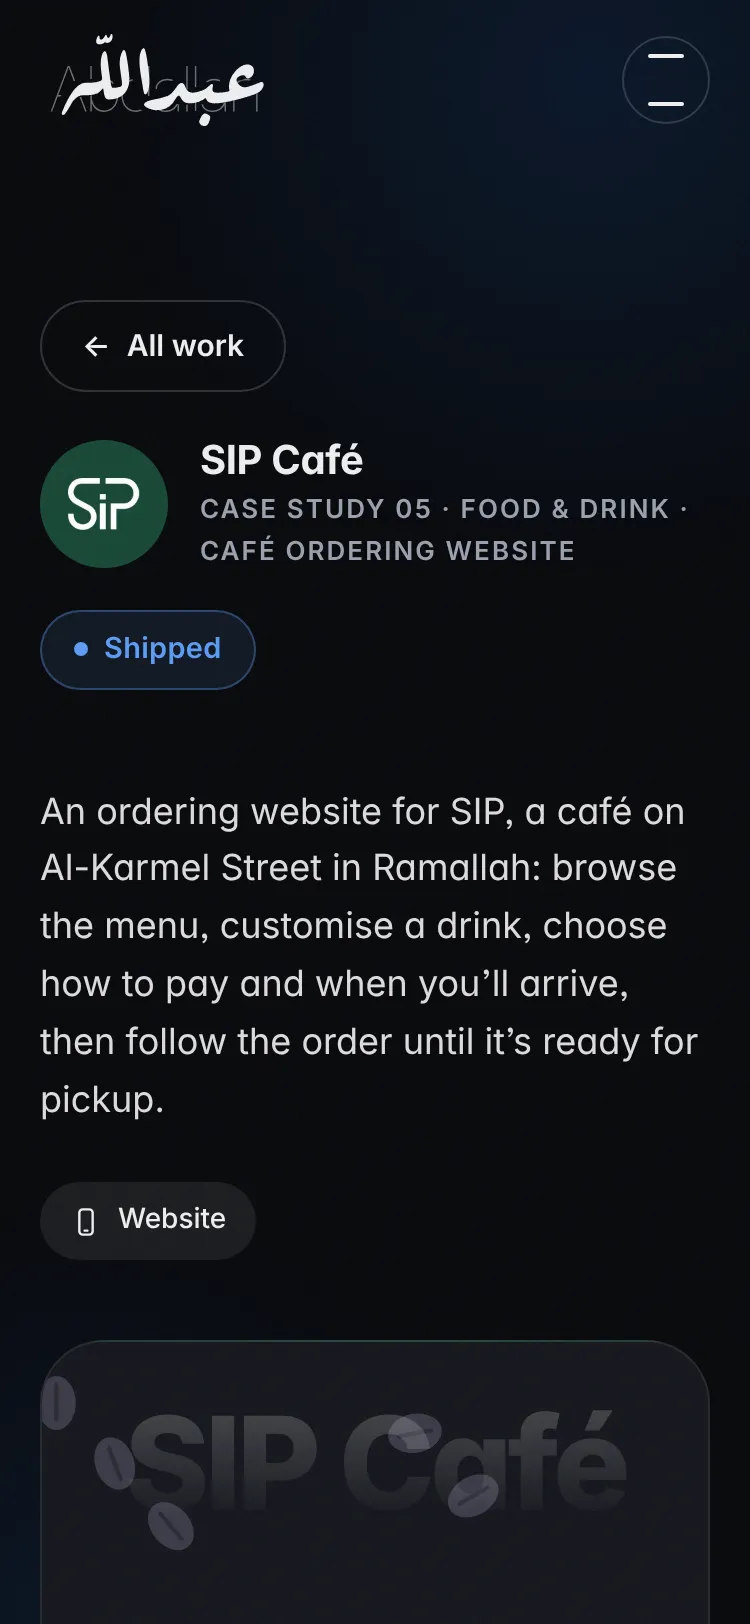 عبدالله
Abdallah
All work
SiP
SIP Café
CASE STUDY 05 · FOOD & DRINK ·
CAFÉ ORDERING WEBSITE
Shipped
An ordering website for SIP, a café on
Al-Karmel Street in Ramallah: browse
the menu, customise a drink, choose
how to pay and when you’ll arrive,
then follow the order until it’s ready for
pickup.
Website
SIP Café